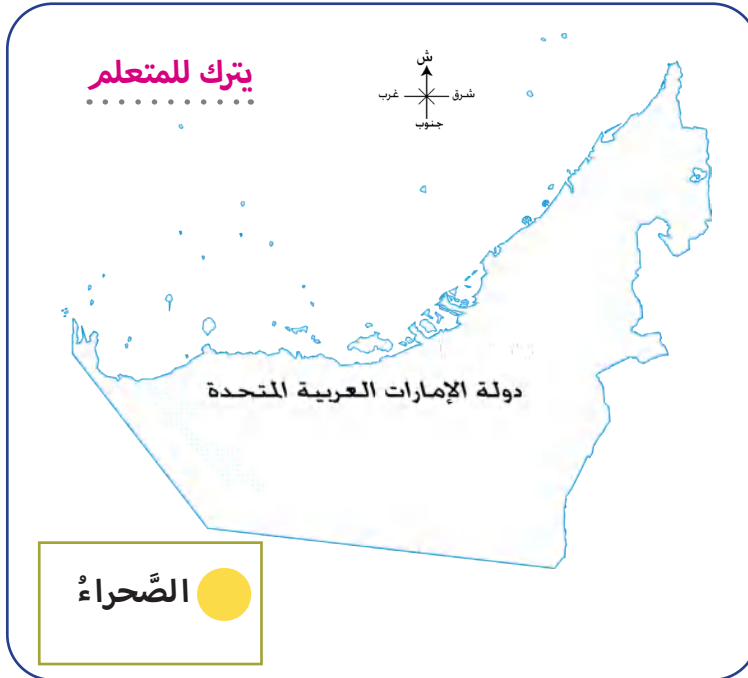 يترك للمتعلم
ش
شرق
غرب
جنوب
دولة الإمارات العربية المتحدة
الصَّحراءُ